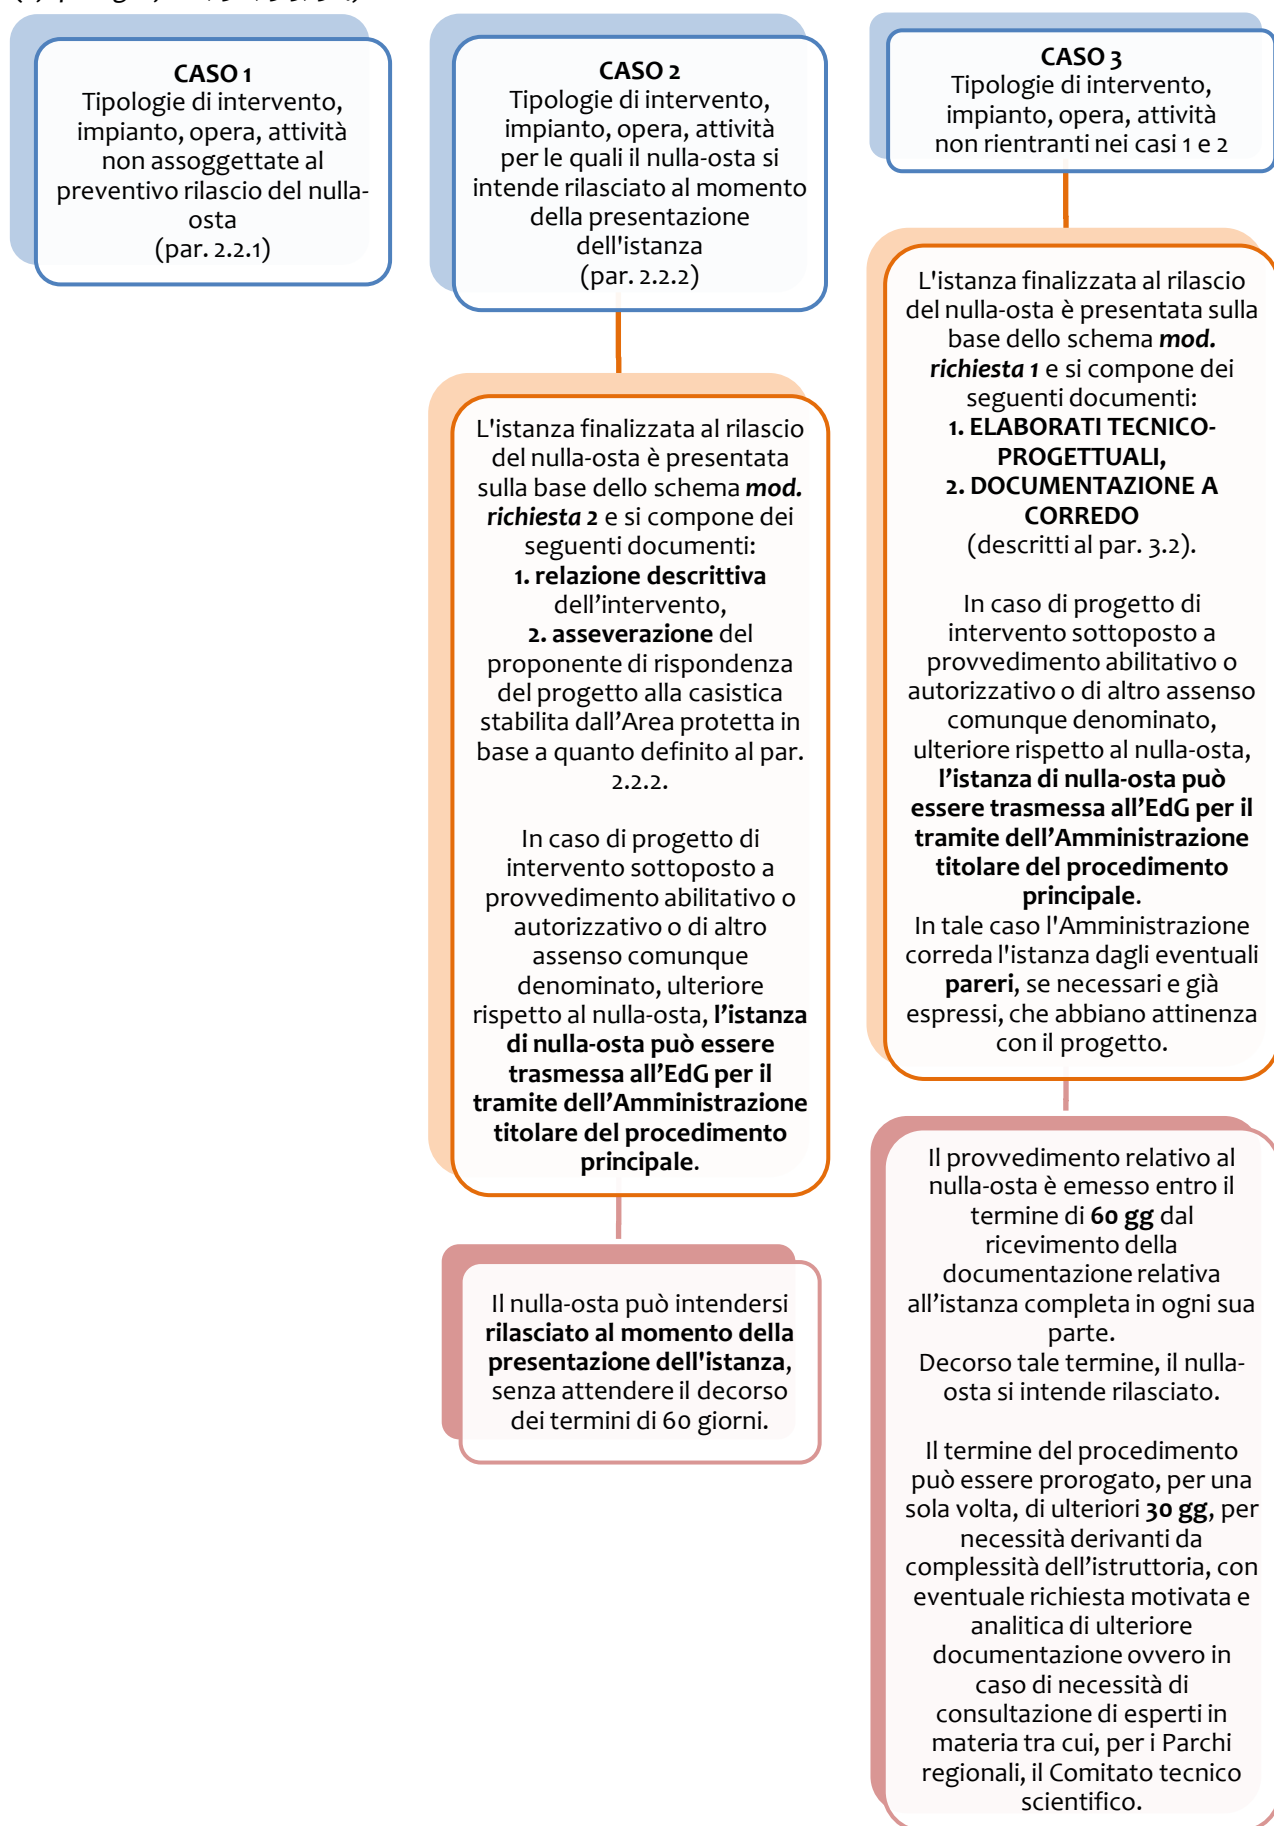 CASO 1
Tipologie di intervento,
impianto, opera, attività
non assoggettate al
preventivo rilascio del nulla-
osta
(par. 2.2.1)
CASO 2
Tipologie di intervento,
impianto, opera, attività
per le quali il nulla-osta si
intende rilasciato al momento
della presentazione
dell'istanza
(par. 2.2.2)
L'istanza finalizzata al rilascio
del nulla-osta è presentata
sulla base dello schema mod.
richiesta 2 e si compone dei
seguenti documenti:
1. relazione descrittiva
dell’intervento,
2. asseverazione del
proponente di rispondenza
del progetto alla casistica
stabilita dall’Area protetta in
base a quanto definito al par.
2.2.2.
In caso di progetto di
intervento sottoposto a
provvedimento abilitativo o
autorizzativo o di altro
assenso comunque
denominato, ulteriore
rispetto al nulla-osta, l’istanza
di nulla-osta può essere
trasmessa all’EdG per il
tramite dell’Amministrazione
titolare del procedimento
principale.
Il nulla-osta può intendersi
rilasciato al momento della
presentazione dell'istanza,
senza attendere il decorso
dei termini di 60 giorni.
CASO 3
Tipologie di intervento,
impianto, opera, attività
non rientranti nei casi 1 e 2
L'istanza finalizzata al rilascio
del nulla-osta è presentata sulla
base dello schema mod.
richiesta 1 e si compone dei
seguenti documenti:
1. ELABORATI TECNICO-
PROGETTUALI,
2. DOCUMENTAZIONE A
CORREDO
(descritti al par. 3.2).
In caso di progetto di
intervento sottoposto a
provvedimento abilitativo o
autorizzativo o di altro assenso
comunque denominato,
ulteriore rispetto al nulla-osta,
l’istanza di nulla-osta può
essere trasmessa all’EdG per il
tramite dell’Amministrazione
titolare del procedimento
principale.
In tale caso l'Amministrazione
correda l'istanza dagli eventuali
pareri, se necessari e già
espressi, che abbiano attinenza
con il progetto.
Il provvedimento relativo al
nulla-osta è emesso entro il
termine di 60 gg dal
ricevimento della
documentazione relativa
all’istanza completa in ogni sua
parte.
Decorso tale termine, il nulla-
osta si intende rilasciato.
Il termine del procedimento
può essere prorogato, per una
sola volta, di ulteriori 30 gg, per
necessità derivanti da
complessità dell’istruttoria, con
eventuale richiesta motivata e
analitica di ulteriore
documentazione ovvero in
caso di necessità di
consultazione di esperti in
materia tra cui, per i Parchi
regionali, il Comitato tecnico
scientifico.